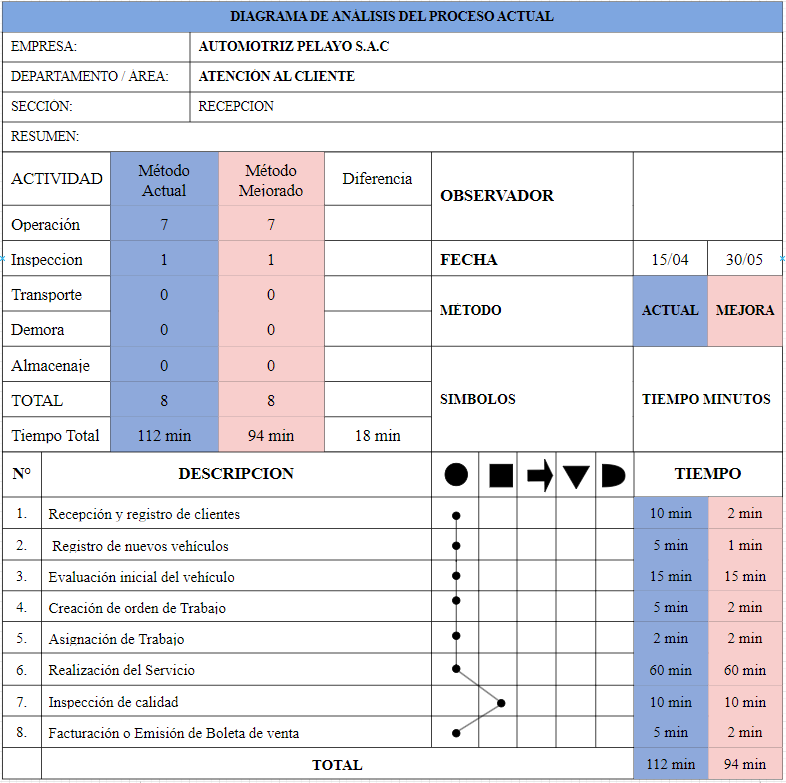 DIAGRAMA DE ANÀLISIS DEL PROCESO ACTUAL
EMPRESA: AUTOMOTRIZ PELAYO S.A.C
DEPARTAMENTO / AREA: ATENCIÓN AL CLIENTE
SECCION: RECEPCION
RESUMEN:
ACTIVIDAD Método Actual Método Mejorado Diferencia OBSERVADOR
Operación 7 7
Inspeccion 1 1 FECHA 15/04 30/05
Transporte 0 0 MÉTODO ACTUAL MEJORA
Demora 0 0
Almacenaje 0 0
TOTAL 8 8 SIMBOLOS TIEMPO MINUTOS
Tiempo Total 112 min 94 min 18 min
N° DESCRIPCION TIEMPO
1. Recepción y registro de clientes 10 min 2 min
2. Registro de nuevos vehículos 5 min 1 min
3. Evaluación inicial del vehículo 15 min 15 min
4. Creación de orden de Trabajo 5 min 2 min
5. Asignación de Trabajo 2 min 2 min
6. Realización del Servicio 60 min 60 min
7. Inspección de calidad 10 min 10 min
8. Facturación o Emisión de Boleta de venta 5 min 2 min
TOTAL 112 min 94 min